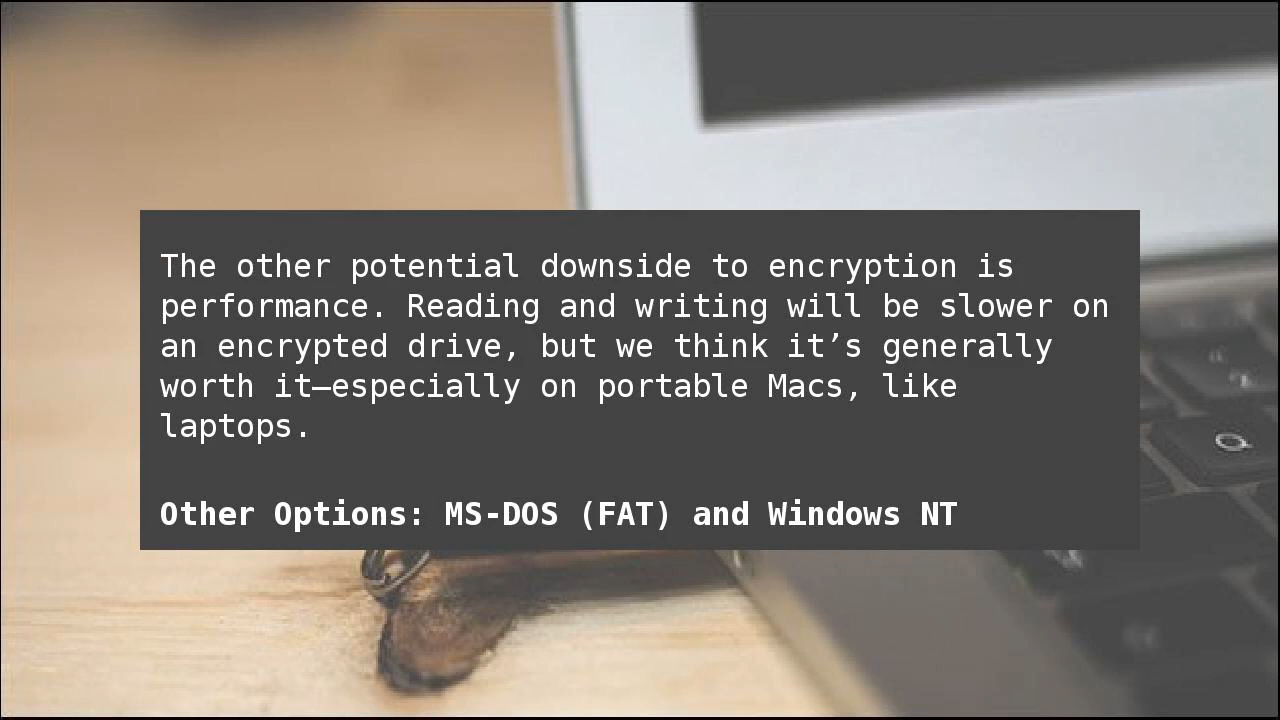 The other potential downside to encryption is
performance. Reading and writing will be slower on
an encrypted drive, but we think it’s generally
worth it—especially on portable Macs, like
laptops.
Other Options: MS-DOS (FAT) and Windows NT